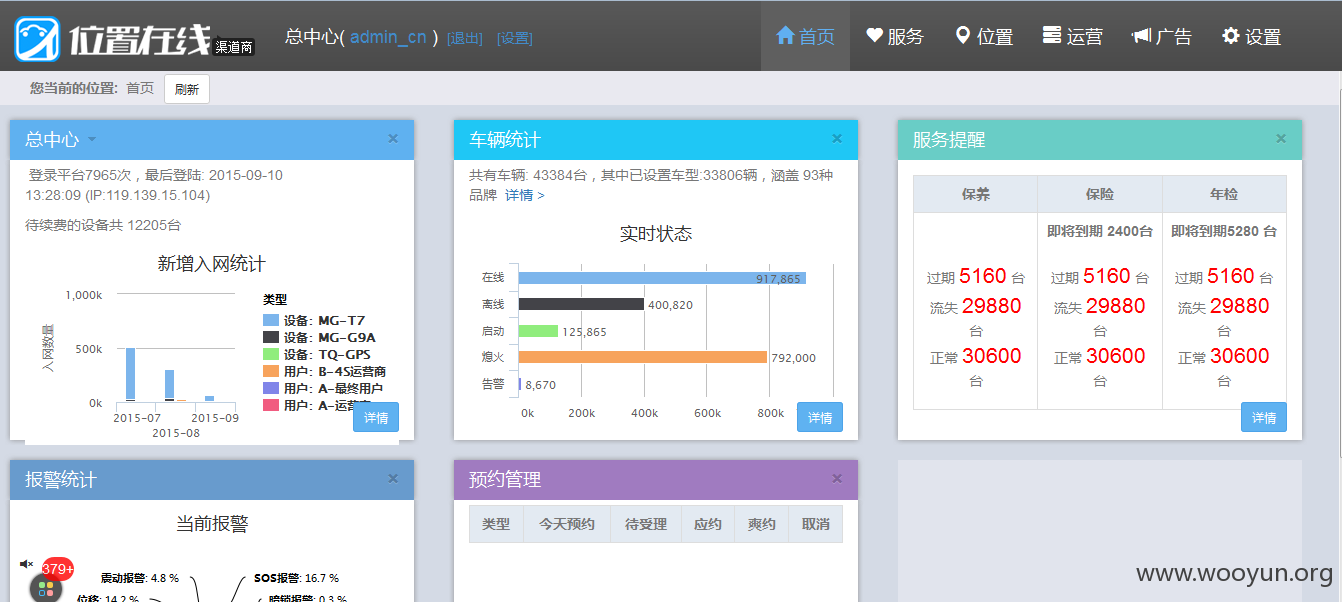 位置在线 渠道商 总中心( admin_cn ) [退出] [设置] 首页 服务 位置 运营 广告 设置
您当前的位置: 首页 刷新
总中心 ×
登录平台7965次，最后登陆: 2015-09-10
13:28:09 (IP:119.139.15.104)
待续费的设备共 12205台
新增入网统计
入网数量
1,000k
500k
0k
2015-07 2015-09
2015-08
类型
设备: MG-T7
设备: MG-G9A
设备: TQ-GPS
用户: B-4S运营商
用户: A-最终用户
用户: A-运营
详情
车辆统计 ×
共有车辆: 43384台，其中已设置车型:33806辆，涵盖 93种
品牌 详情 >
实时状态
在线 917,865
离线 400,820
启动 125,865
熄火 792,000
告警 8,670
0k 200k 400k 600k 800k
详情
服务提醒 ×
保养 保险 年检
即将到期 2400台 即将到期5280 台
过期 5160 台 过期 5160 台 过期 5160 台
流失 29880 流失 29880 流失 29880
台 台 台
正常 30600 正常 30600 正常 30600
台 台 台
详情
报警统计 ×
当前报警
379+
震动报警: 4.8 % SOS报警: 16.7 %
位移: 14.2 % 暗锁报警: 0.3 %
预约管理 ×
类型 今天预约 待受理 应约 爽约 取消
www.wooyun.org